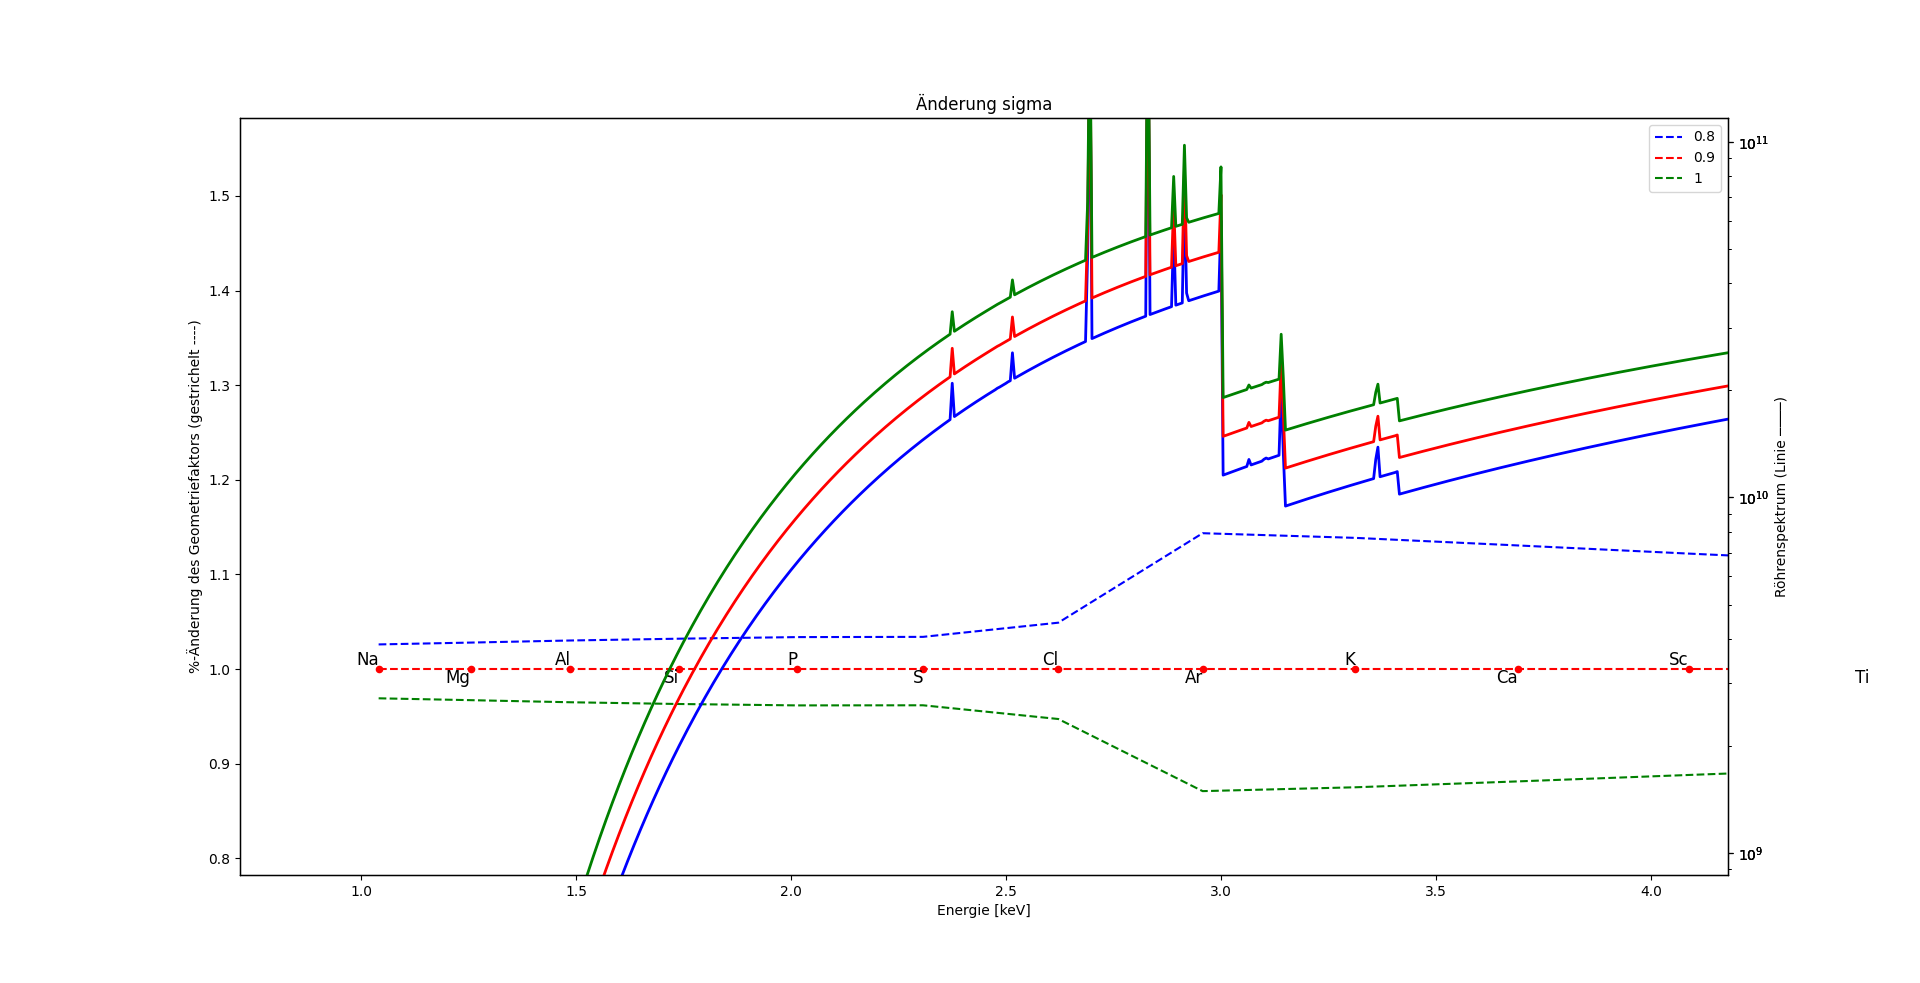 Änderung sigma
0.8
0.9
1
10¹¹
10¹⁰
10⁹
1.5
1.4
1.3
1.2
1.1
1.0
0.9
0.8
%-Änderung des Geometriefaktors (gestrichelt ----)
Röhrenspektrum (Linie ———)
Na
Mg
Al
Si
P
S
Cl
Ar
K
Ca
Sc
Ti
1.0 1.5 2.0 2.5 3.0 3.5 4.0
Energie [keV]